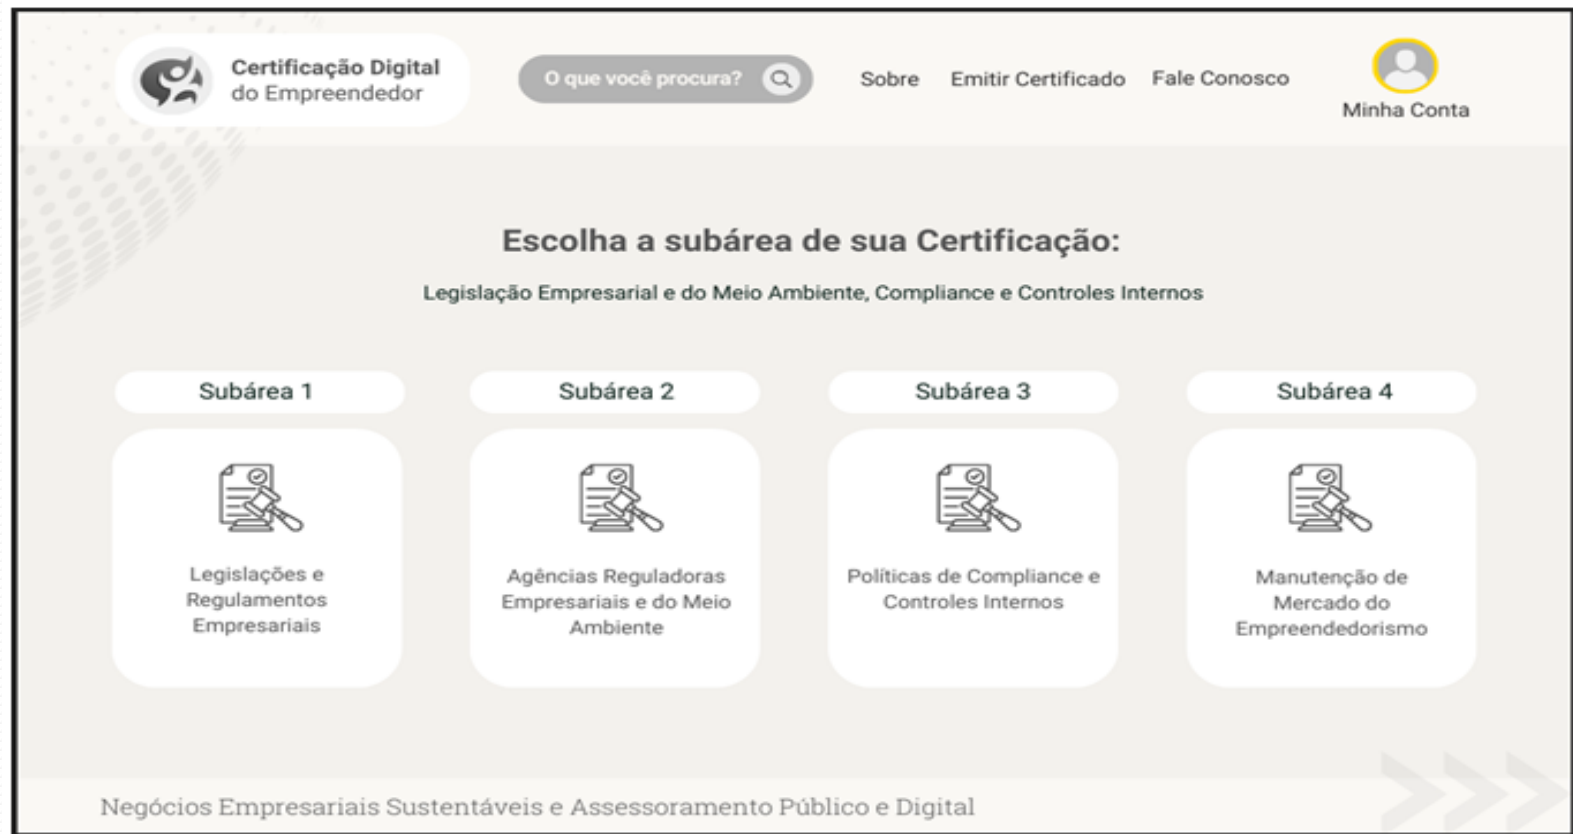 Certificação Digital
do Empreendedor
O que você procura?
Sobre
Emitir Certificado
Fale Conosco
Minha Conta
Escolha a subárea de sua Certificação:
Legislação Empresarial e do Meio Ambiente, Compliance e Controles Internos
Subárea 1
Legislações e
Regulamentos
Empresariais
Subárea 2
Agências Reguladoras
Empresariais e do Meio
Ambiente
Subárea 3
Políticas de Compliance e
Controles Internos
Subárea 4
Manutenção de
Mercado do
Empreendedorismo
Negócios Empresariais Sustentáveis e Assessoramento Público e Digital